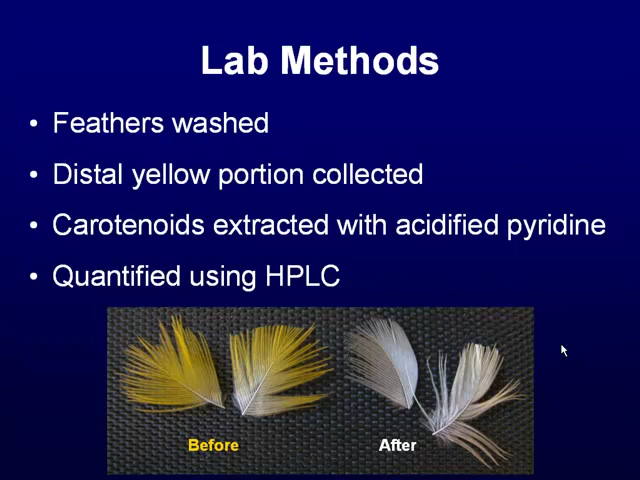 Lab Methods
• Feathers washed
• Distal yellow portion collected
• Carotenoids extracted with acidified pyridine
• Quantified using HPLC
Before After